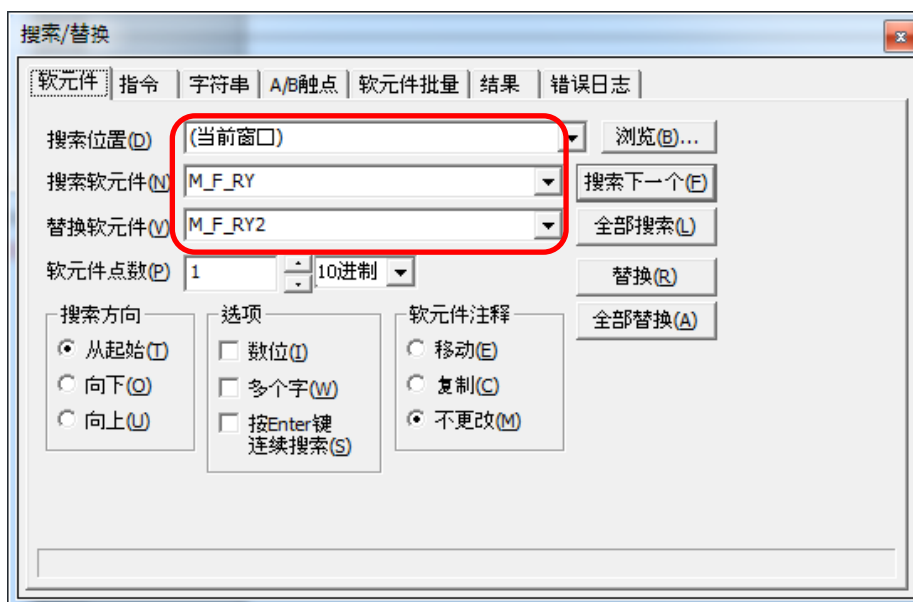 搜索/替换
软元件 指令 字符串 A/B触点 软元件批量 结果 错误日志
搜索位置(D) (当前窗口) 浏览(B)...
搜索软元件(N) M_F_RY 搜索下一个(F)
替换软元件(V) M_F_RY2 全部搜索(L)
软元件点数(P) 1 10进制 替换(R)
搜索方向 选项 软元件注释 全部替换(A)
从起始(T) 数位(I) 移动(E)
向下(O) 多个字(W) 复制(C)
向上(U) 按Enter键 不更改(M)
连续搜索(S)